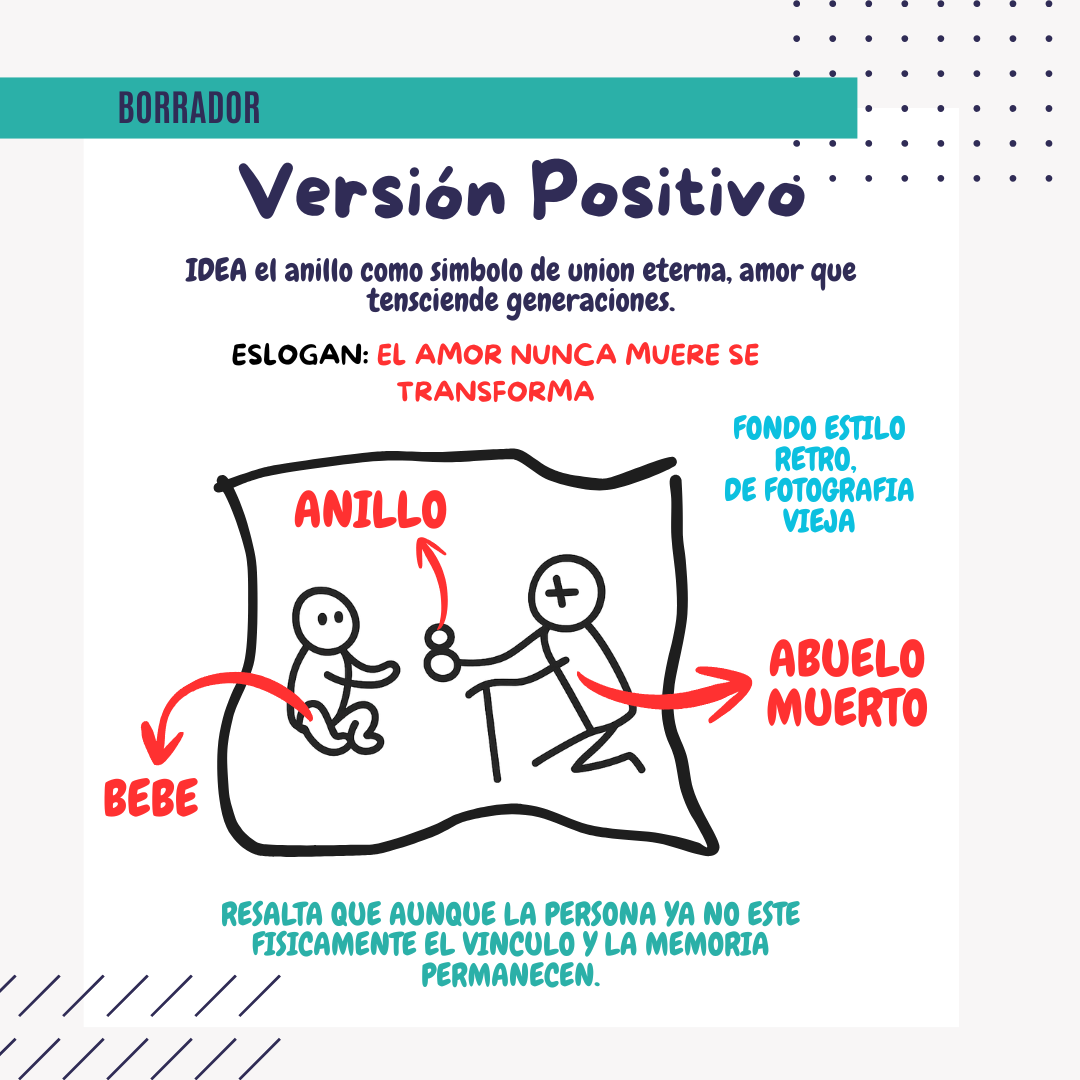 BORRADOR
Versión Positivo
IDEA el anillo como simbolo de union eterna, amor que
tensciende generaciones.
ESLOGAN: EL AMOR NUNCA MUERE SE
TRANSFORMA
FONDO ESTILO
RETRO,
DE FOTOGRAFIA
VIEJA
ANILLO
ABUELO
MUERTO
BEBE
RESALTA QUE AUNQUE LA PERSONA YA NO ESTE
FISICAMENTE EL VINCULO Y LA MEMORIA
PERMANECEN.